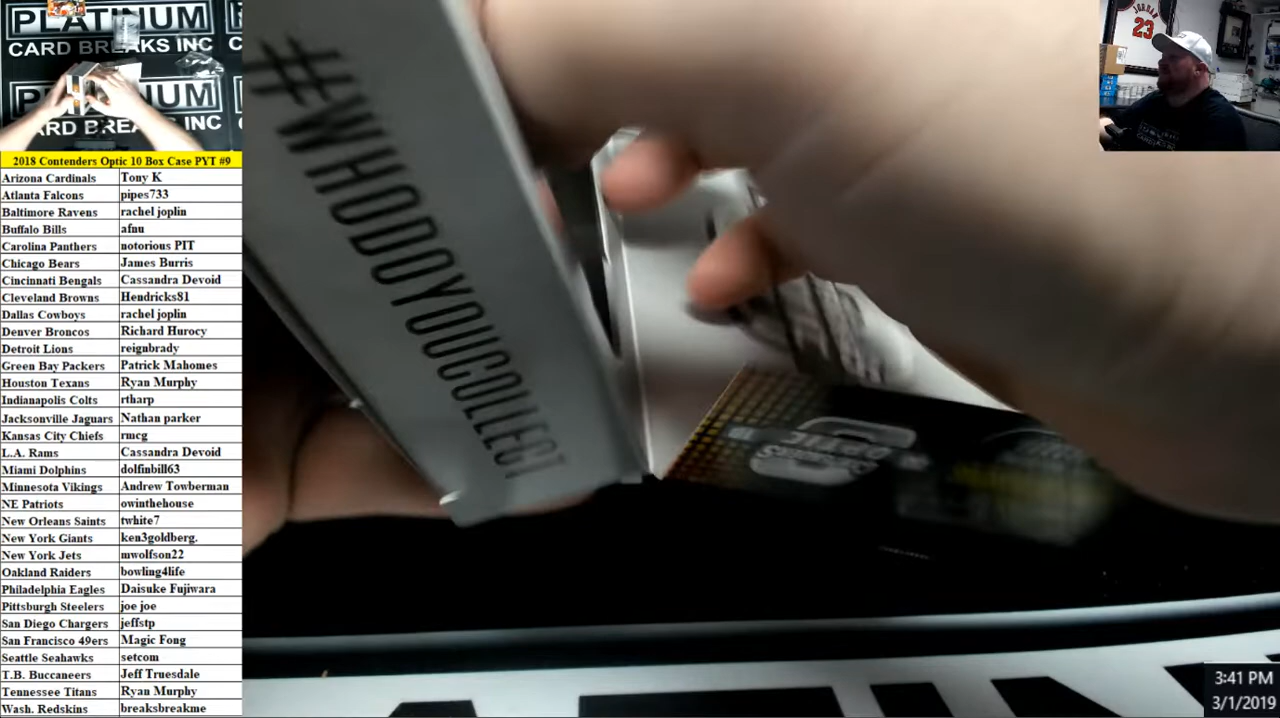 PLATINUM
CARD BREAKS INC
CARD BREAKS INC
JORDAN
23
#WHODOYOUCOLLECT
2018 Contenders Optic 10 Box Case PYT #9
Arizona Cardinals Tony K
Atlanta Falcons pipes733
Baltimore Ravens rachel joplin
Buffalo Bills afnu
Carolina Panthers notorious PIT
Chicago Bears James Burris
Cincinnati Bengals Cassandra Devoid
Cleveland Browns Hendricks81
Dallas Cowboys rachel joplin
Denver Broncos Richard Hurocy
Detroit Lions reignbrady
Green Bay Packers Patrick Mahomes
Houston Texans Ryan Murphy
Indianapolis Colts rtharp
Jacksonville Jaguars Nathan parker
Kansas City Chiefs rmcg
L.A. Rams Cassandra Devoid
Miami Dolphins dolfinbill63
Minnesota Vikings Andrew Towberman
NE Patriots owinthehouse
New Orleans Saints twhite7
New York Giants ken3goldberg.
New York Jets mwolfson22
Oakland Raiders bowling4life
Philadelphia Eagles Daisuke Fujiwara
Pittsburgh Steelers joe joe
San Diego Chargers jeffstp
San Francisco 49ers Magic Fong
Seattle Seahawks setcom
T.B. Buccaneers Jeff Truesdale
Tennessee Titans Ryan Murphy
Wash. Redskins breaksbreakme
3:41 PM
3/1/2019